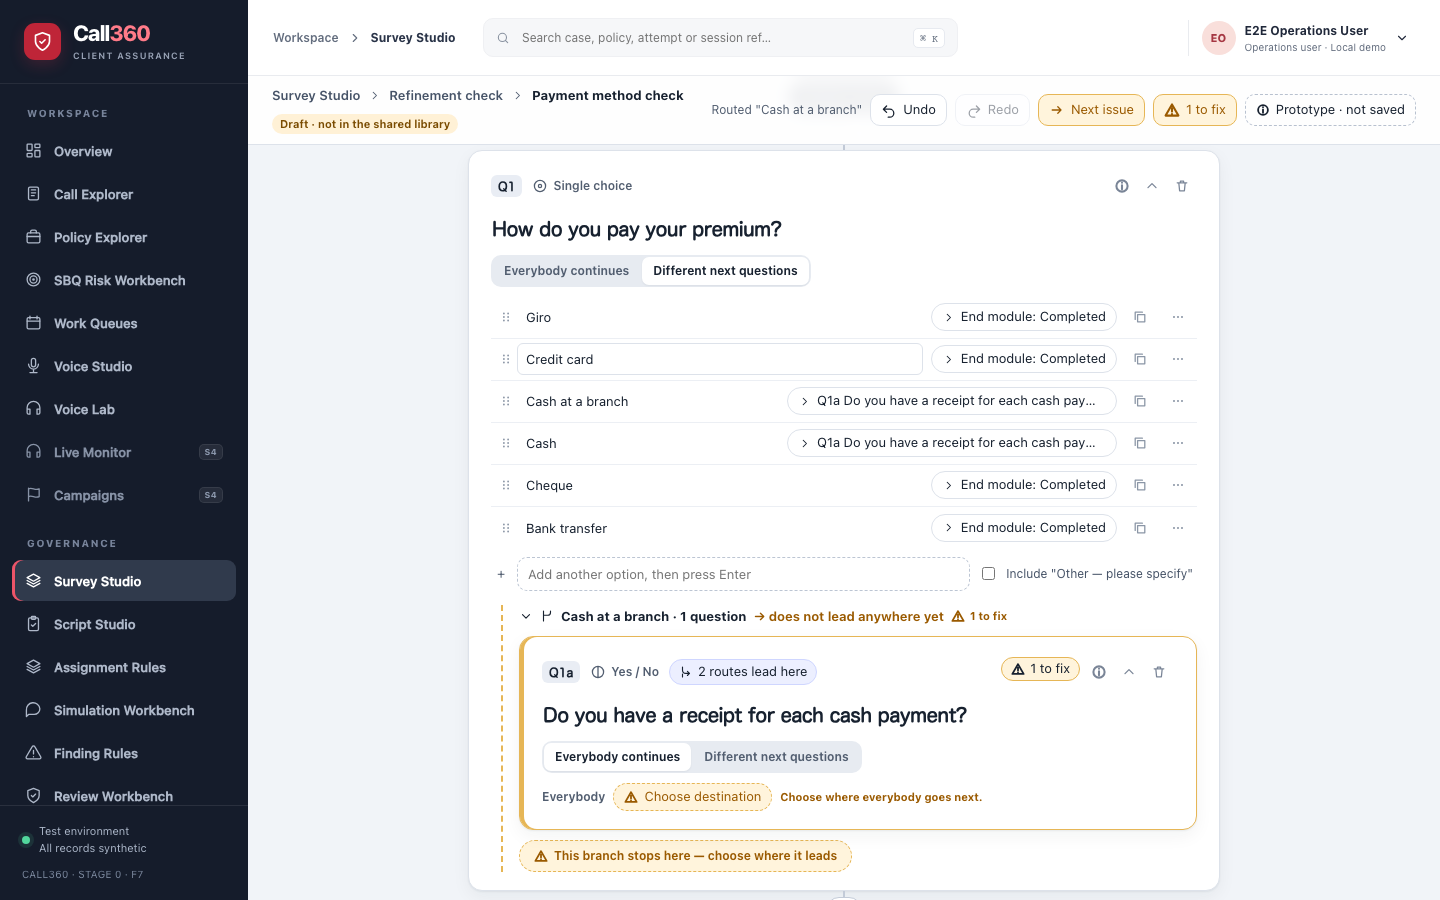 Call360
CLIENT ASSURANCE
Workspace > Survey Studio
Search case, policy, attempt or session ref...
⌘ K
EO
E2E Operations User
Operations user · Local demo
WORKSPACE
Overview
Call Explorer
Policy Explorer
SBQ Risk Workbench
Work Queues
Voice Studio
Voice Lab
Live Monitor S4
Campaigns S4
GOVERNANCE
Survey Studio
Script Studio
Assignment Rules
Simulation Workbench
Finding Rules
Review Workbench
Test environment
All records synthetic
CALL360 · STAGE 0 · F7
Survey Studio > Refinement check > Payment method check
Draft · not in the shared library
Routed "Cash at a branch"
Undo
Redo
Next issue
1 to fix
Prototype · not saved
Q1 Single choice
How do you pay your premium?
Everybody continues Different next questions
Giro End module: Completed
Credit card End module: Completed
Cash at a branch Q1a Do you have a receipt for each cash pay...
Cash Q1a Do you have a receipt for each cash pay...
Cheque End module: Completed
Bank transfer End module: Completed
+ Add another option, then press Enter
Include "Other — please specify"
Cash at a branch · 1 question → does not lead anywhere yet 1 to fix
Q1a Yes / No 2 routes lead here 1 to fix
Do you have a receipt for each cash payment?
Everybody continues Different next questions
Everybody Choose destination Choose where everybody goes next.
This branch stops here — choose where it leads